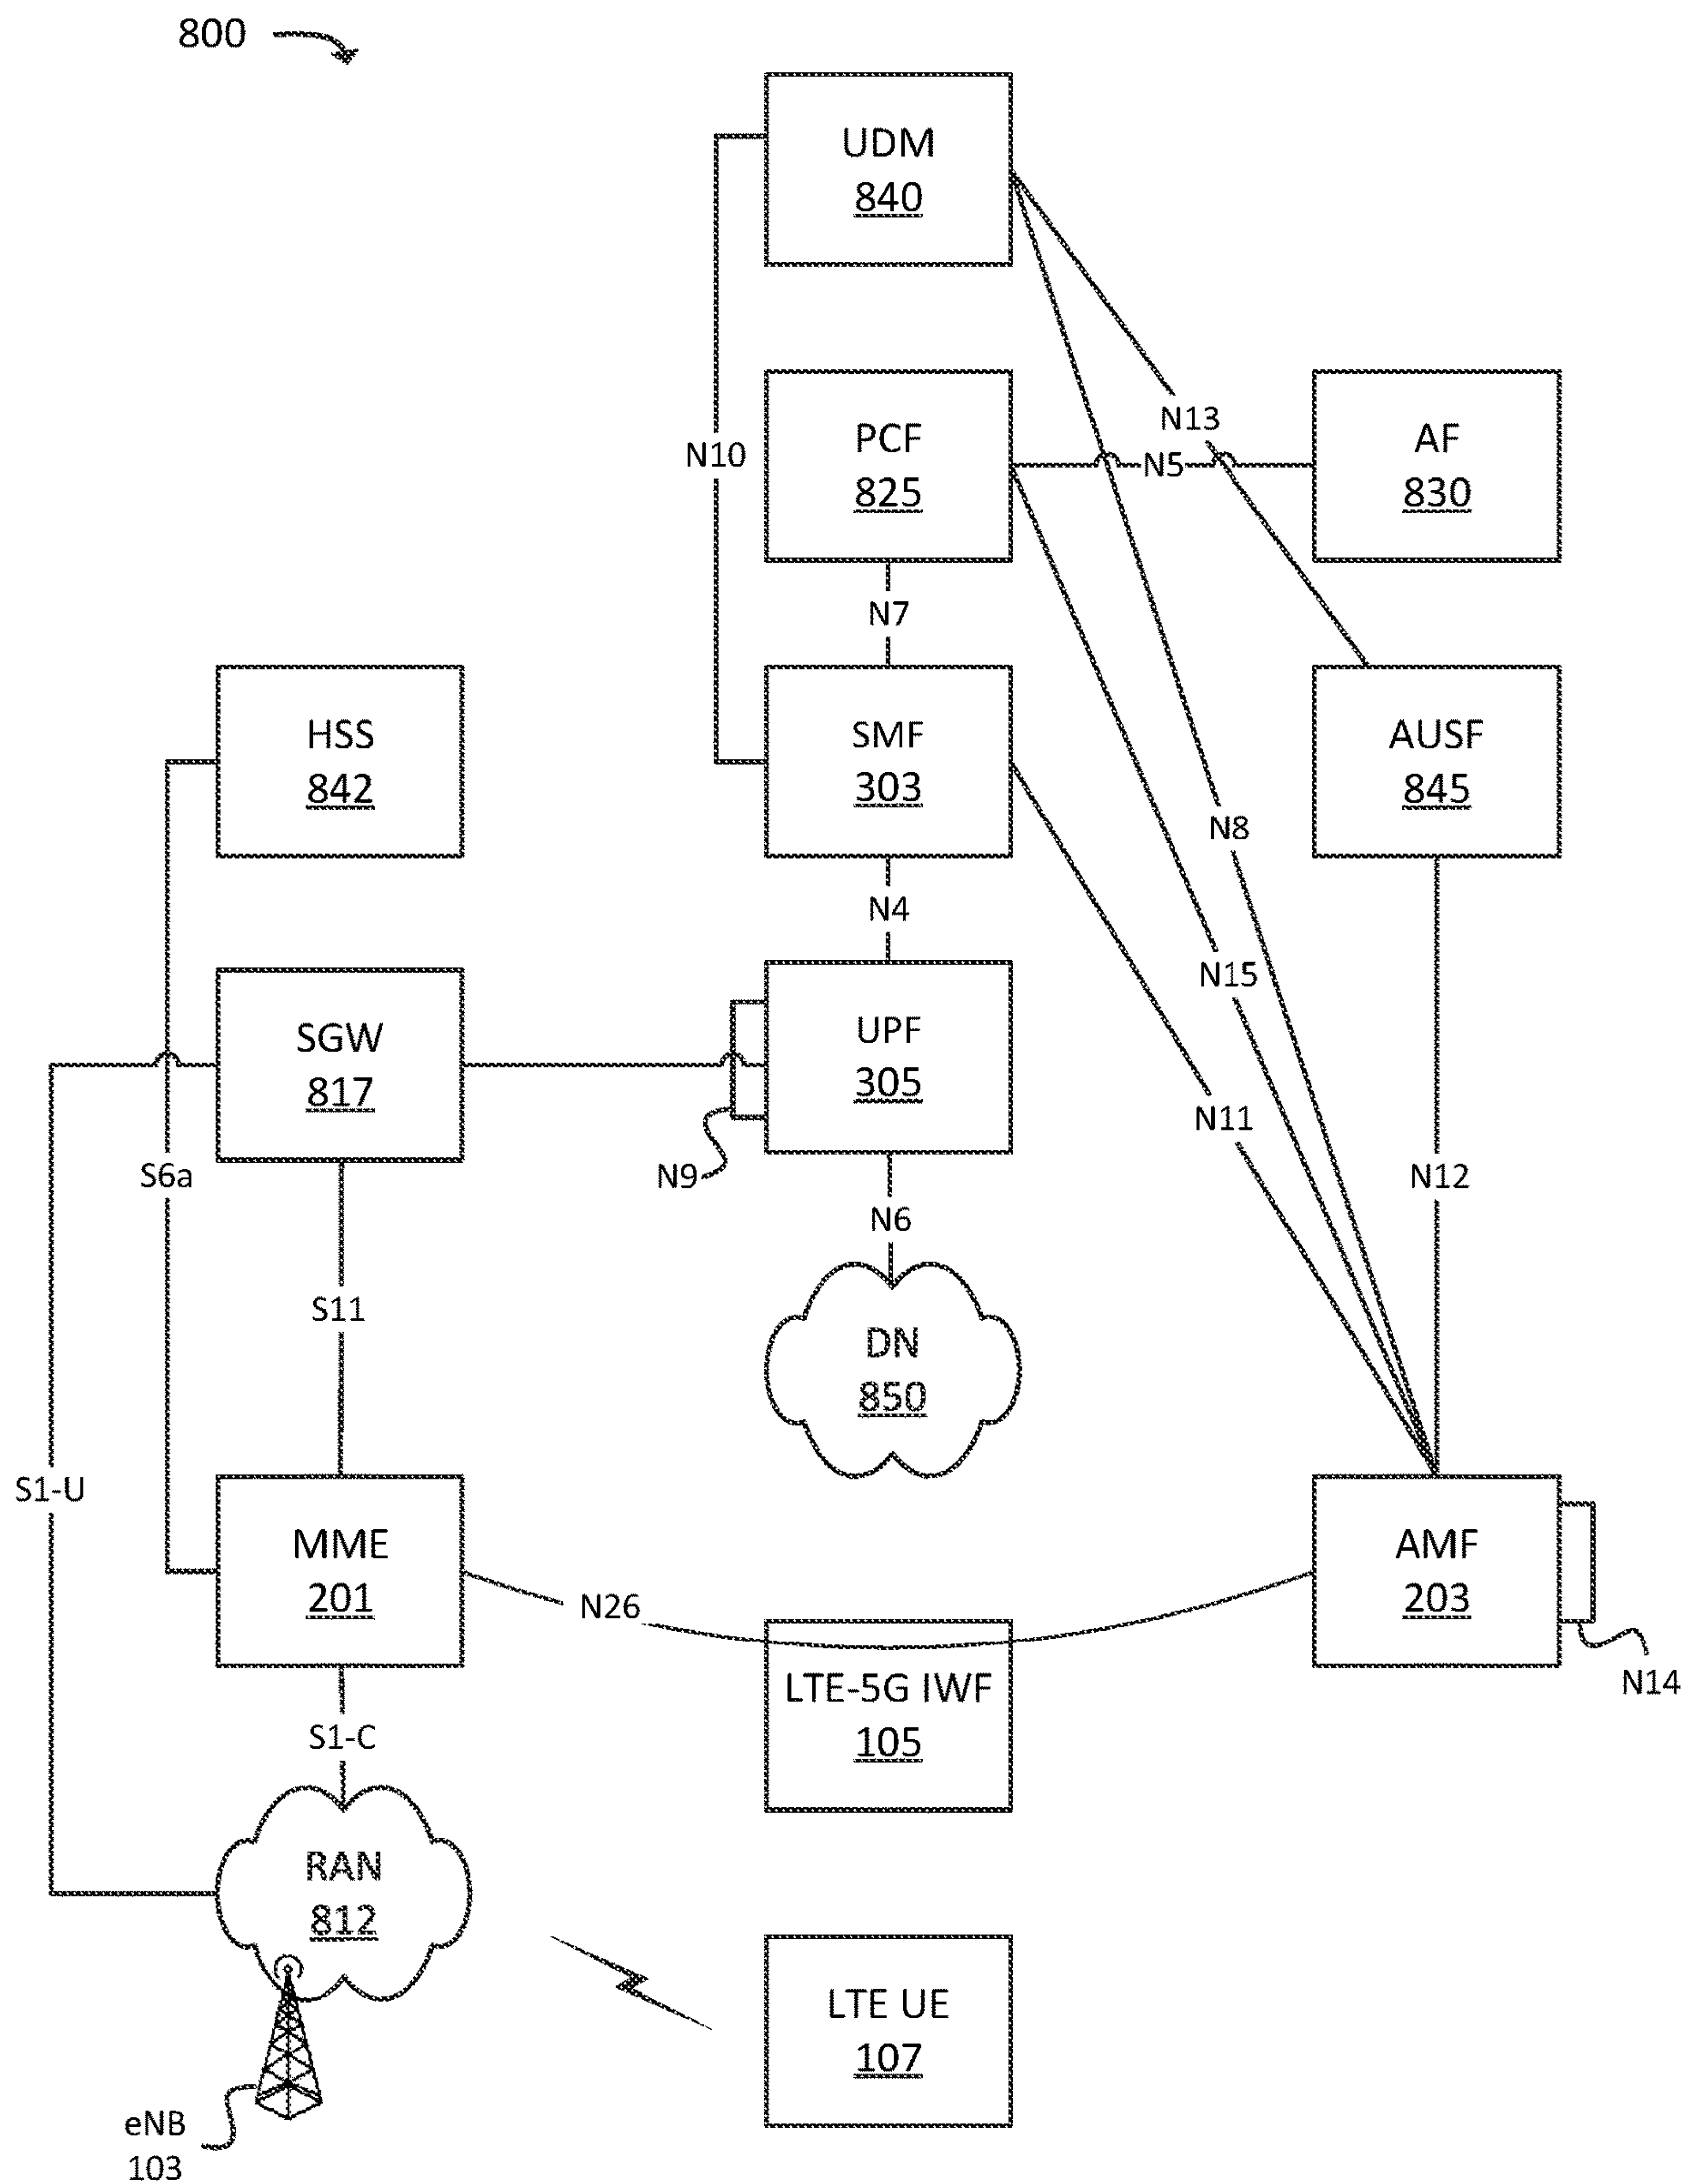 800
UDM
840
N13
PCF
825
AF
830
N10
N5
N7
HSS
842
SMF
303
AUSF
845
N8
N4
N15
SGW
817
UPF
305
N11
S6a
N9
N12
N6
S11
DN
850
S1-U
MME
201
AMF
203
N26
LTE-5G IWF
105
N14
S1-C
RAN
812
LTE UE
107
eNB
103